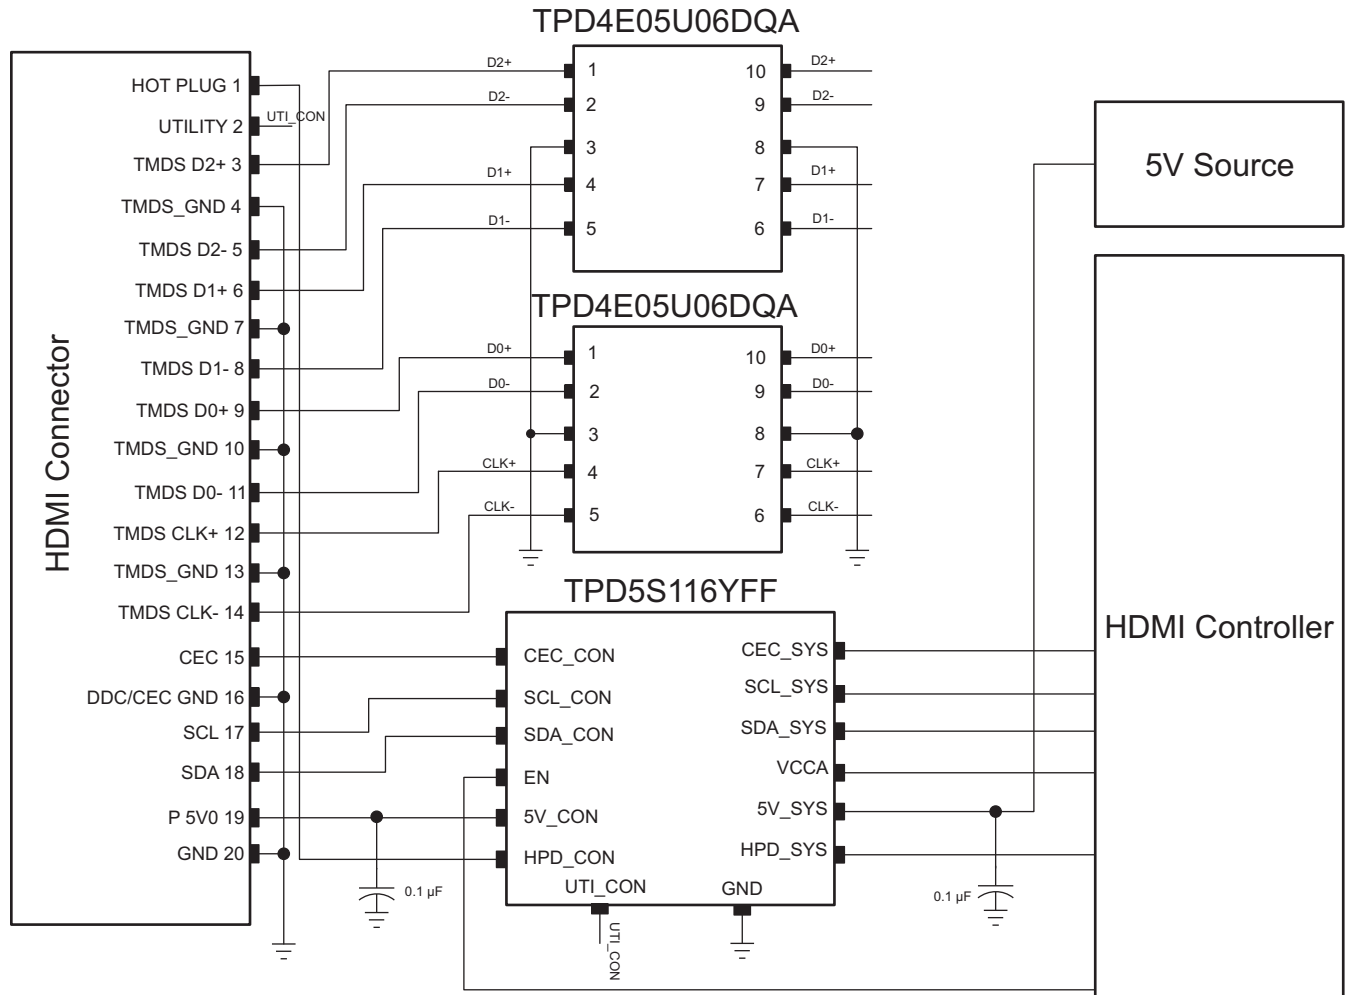 TPD4E05U06DQA
HDMI Connector
HOT PLUG 1
UTILITY 2
UTI_CON
TMDS D2+ 3
TMDS_GND 4
TMDS D2- 5
TMDS D1+ 6
TMDS_GND 7
TMDS D1- 8
TMDS D0+ 9
TMDS_GND 10
TMDS D0- 11
TMDS CLK+ 12
TMDS_GND 13
TMDS CLK- 14
CEC 15
DDC/CEC GND 16
SCL 17
SDA 18
P 5V0 19
GND 20
D2+ 1 10 D2+
D2- 2 9 D2-
3 8
D1+ 4 7 D1+
D1- 5 6 D1-
TPD4E05U06DQA
D0+ 1 10 D0+
D0- 2 9 D0-
3 8
CLK+ 4 7 CLK+
CLK- 5 6 CLK-
TPD5S116YFF
CEC_CON CEC_SYS
SCL_CON SCL_SYS
SDA_CON SDA_SYS
EN VCCA
5V_CON 5V_SYS
HPD_CON HPD_SYS
UTI_CON GND
UTI_CON
0.1 µF
0.1 µF
5V Source
HDMI Controller